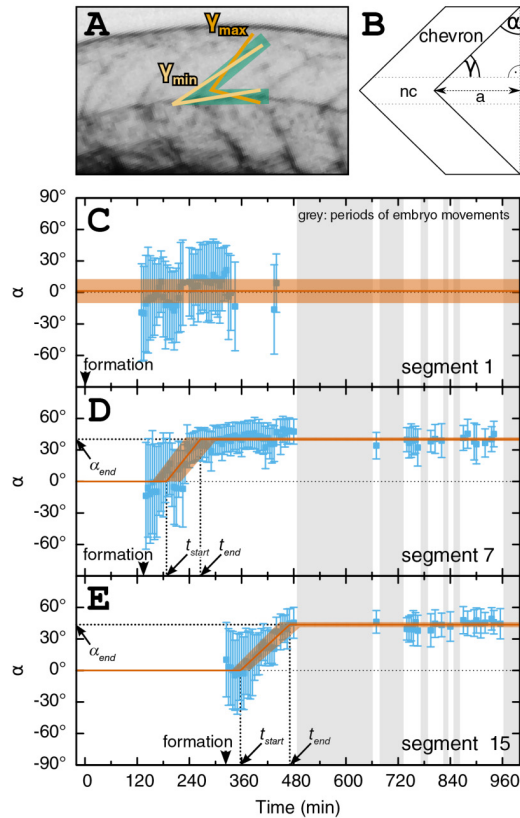 A
γmax
γmin
B
chevron
α
γ
nc
a
C
grey: periods of embryo movements
90°
60°
30°
0°
-30°
-60°
α
formation
segment 1
D
60°
30°
0°
-30°
-60°
α
αend
tstart
tend
formation
segment 7
E
60°
30°
0°
-30°
-60°
-90°
α
αend
formation
tstart
tend
segment 15
0 120 240 360 480 600 720 840 960
Time (min)